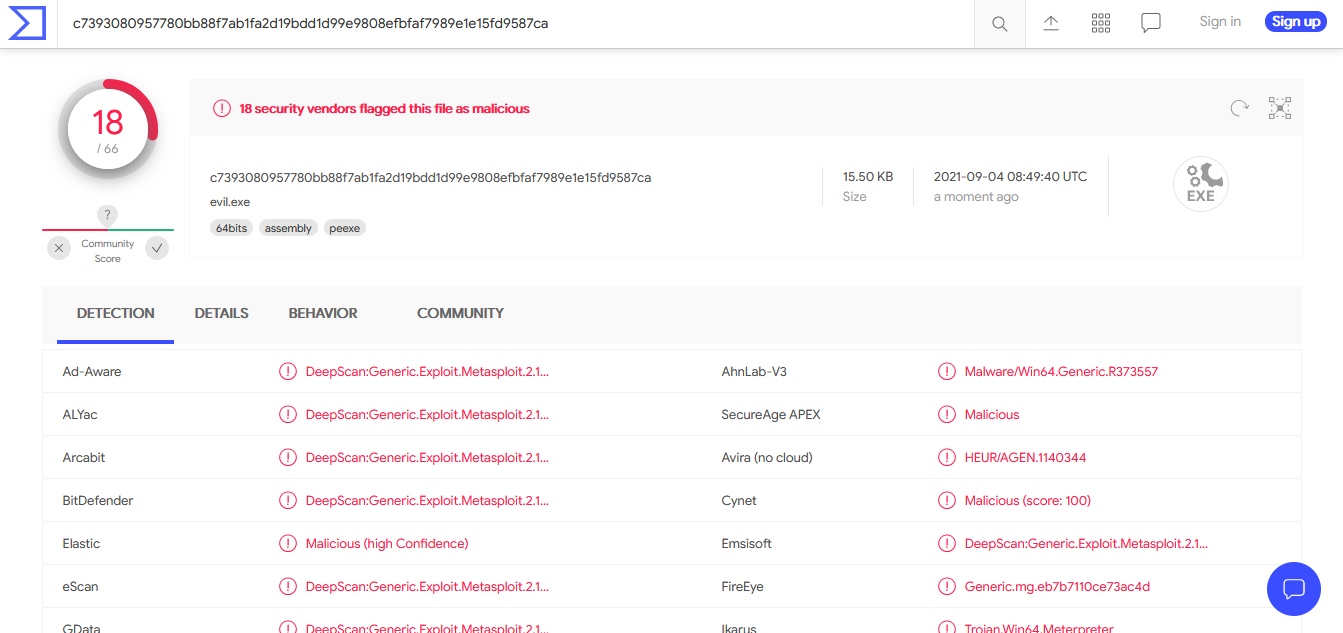 c7393080957780bb88f7ab1fa2d19bdd1d99e9808efbfaf7989e1e15fd9587ca
Sign in
Sign up
18
/ 66
?
Community
Score
18 security vendors flagged this file as malicious
c7393080957780bb88f7ab1fa2d19bdd1d99e9808efbfaf7989e1e15fd9587ca
evil.exe
64bits assembly peexe
15.50 KB
Size
2021-09-04 08:49:40 UTC
a moment ago
EXE
DETECTION DETAILS BEHAVIOR COMMUNITY
Ad-Aware DeepScan:Generic.Exploit.Metasploit.2.1... AhnLab-V3 Malware/Win64.Generic.R373557
ALYac DeepScan:Generic.Exploit.Metasploit.2.1... SecureAge APEX Malicious
Arcabit DeepScan:Generic.Exploit.Metasploit.2.1... Avira (no cloud) HEUR/AGEN.1140344
BitDefender DeepScan:Generic.Exploit.Metasploit.2.1... Cynet Malicious (score: 100)
Elastic Malicious (high Confidence) Emsisoft DeepScan:Generic.Exploit.Metasploit.2.1...
eScan DeepScan:Generic.Exploit.Metasploit.2.1... FireEye Generic.mg.eb7b7110ce73ac4d
GData DeepScan:Generic.Exploit.Metasploit.2.1... Ikarus Trojan.Win64.Meterpreter